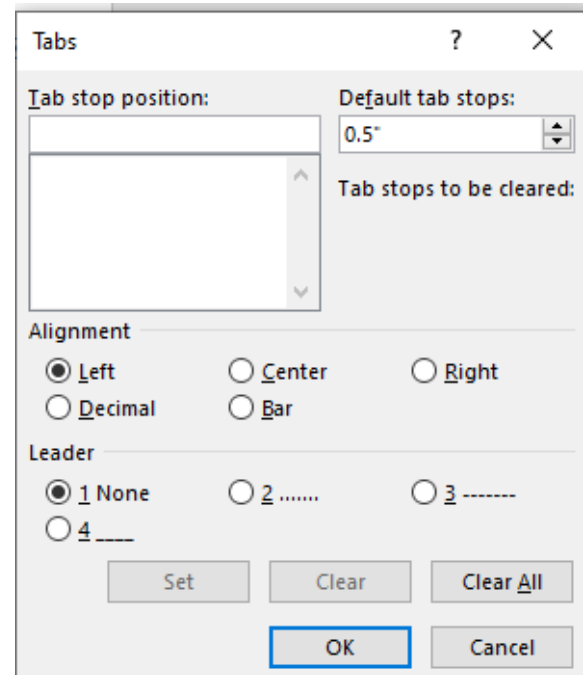 Tabs ?
Tab stop position: Default tab stops:
0.5"
Tab stops to be cleared:
Alignment
Left Center Right
Decimal Bar
Leader
1 None 2 ....... 3 -------
4 ____
Set Clear Clear All
OK Cancel